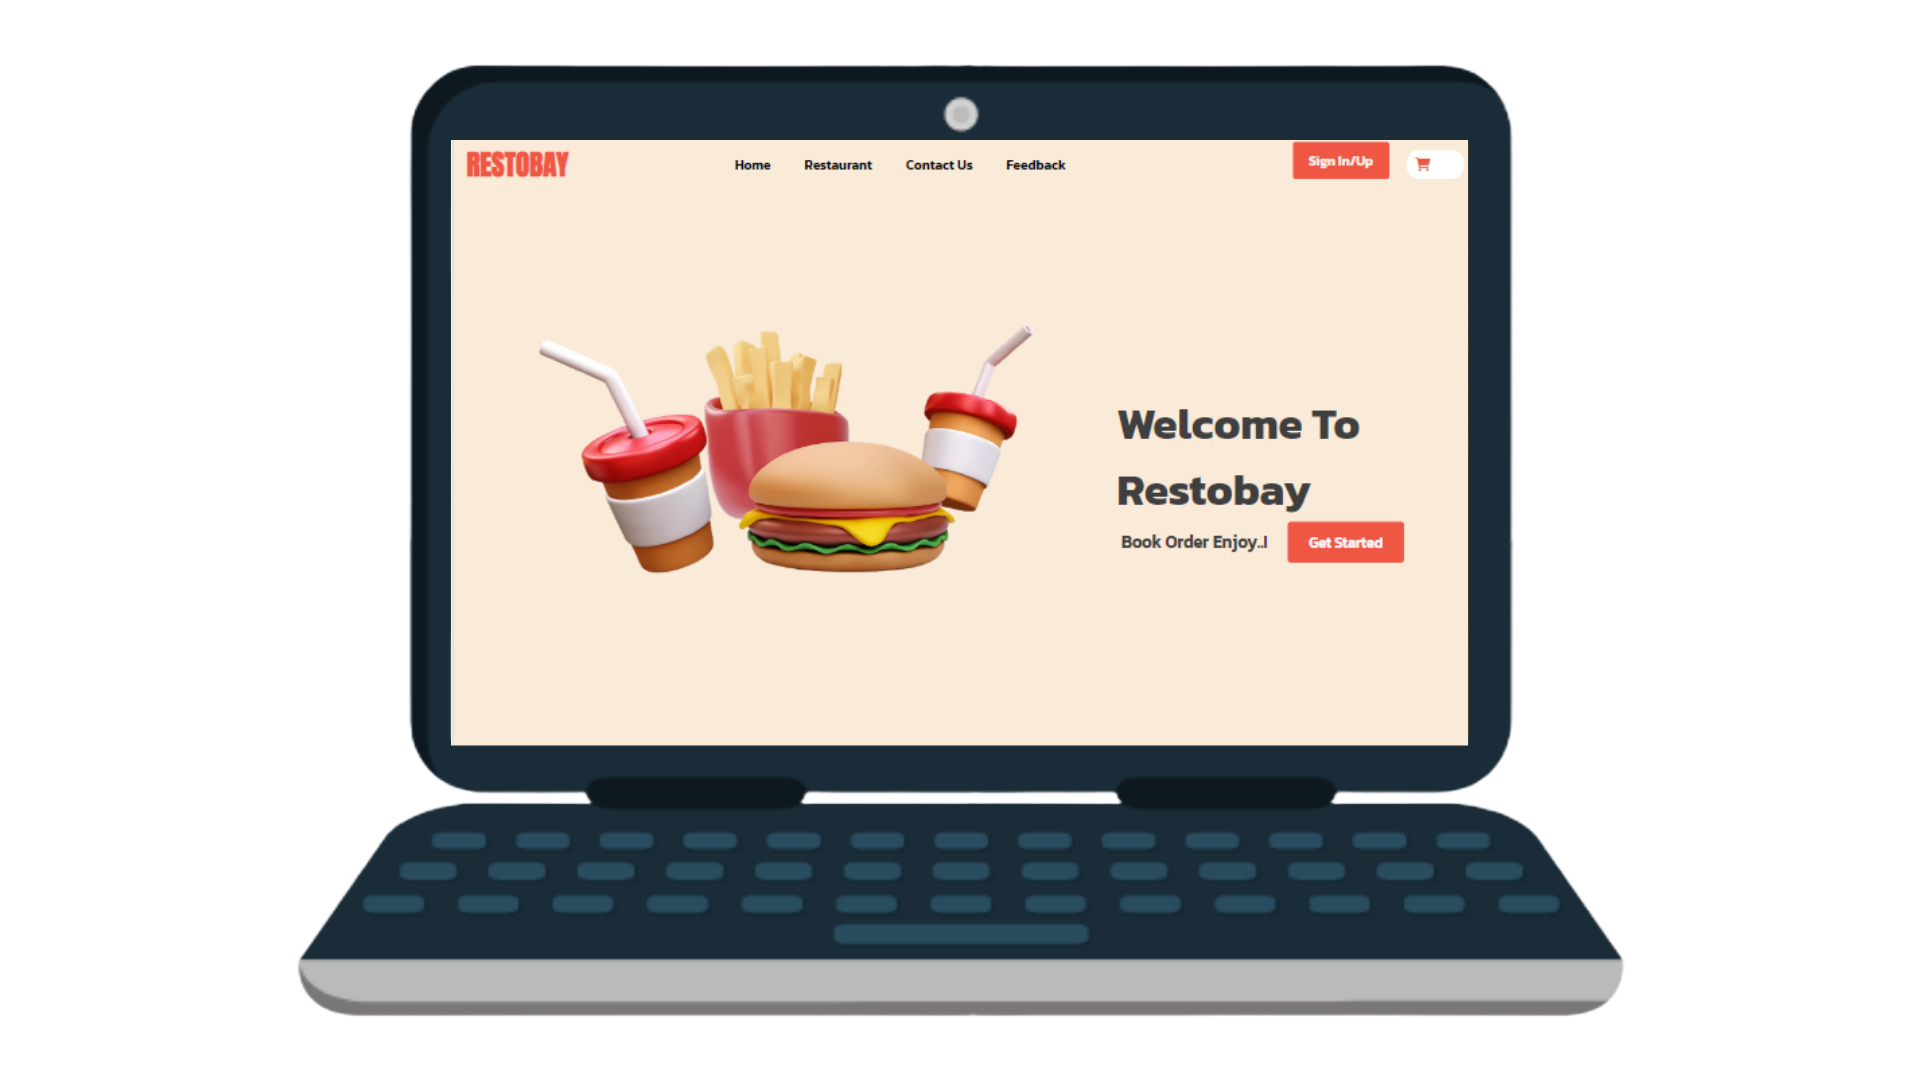 RESTOBAY
Home Restaurant Contact Us Feedback
Sign In/Up
Welcome To
Restobay
Book Order Enjoy..!
Get Started